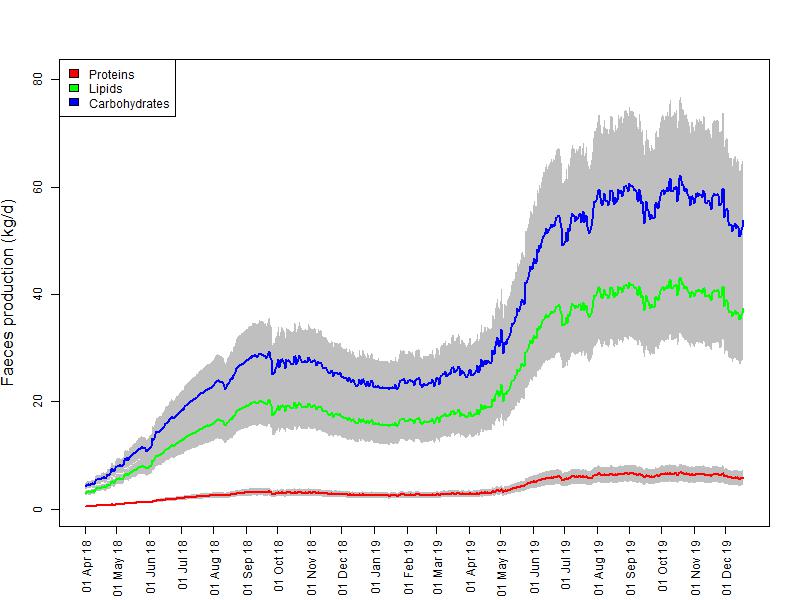 Proteins
Lipids
Carbohydrates
Faeces production (kg/d)
80
60
40
20
0
01 Apr 18
01 May 18
01 Jun 18
01 Jul 18
01 Aug 18
01 Sep 18
01 Oct 18
01 Nov 18
01 Dec 18
01 Jan 19
01 Feb 19
01 Mar 19
01 Apr 19
01 May 19
01 Jun 19
01 Jul 19
01 Aug 19
01 Sep 19
01 Oct 19
01 Nov 19
01 Dec 19